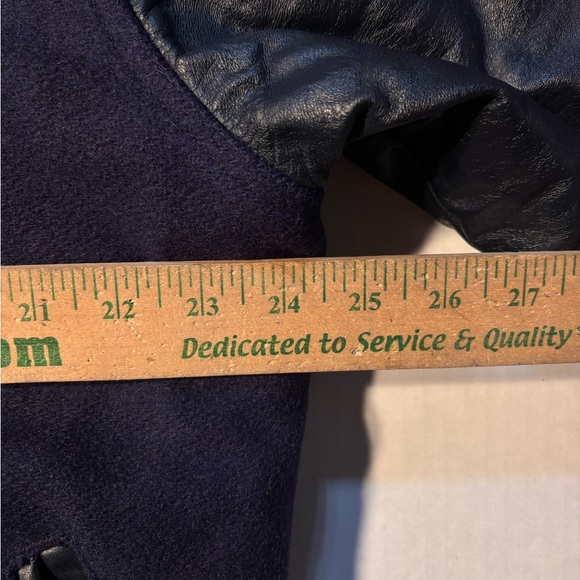 21 22 23 24 25 26 27
om Dedicated to Service & Quality